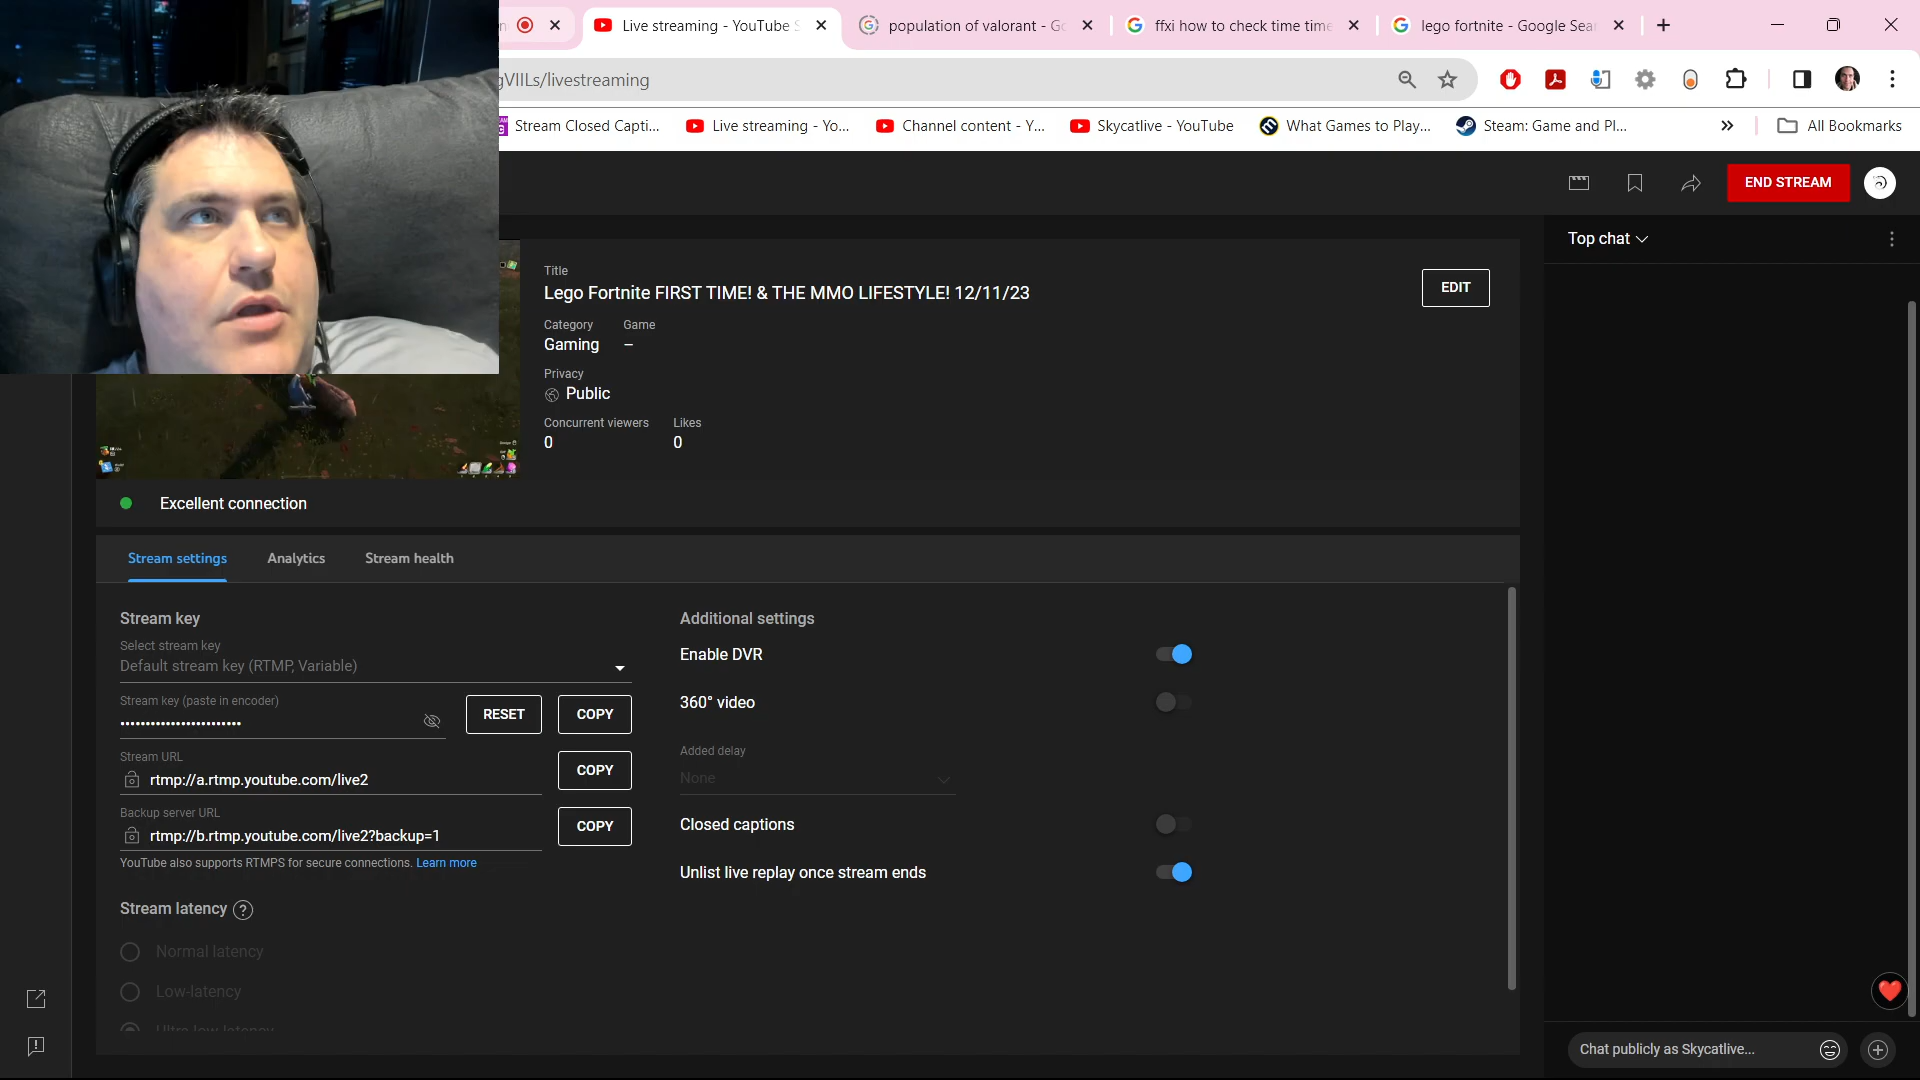 Live streaming - YouTube S
population of valorant - Go
ffxi how to check time time
lego fortnite - Google Sear
gVIILs/livestreaming
Stream Closed Capti...
Live streaming - Yo...
Channel content - Y...
Skycatlive - YouTube
What Games to Play...
Steam: Game and Pl...
All Bookmarks
END STREAM
Top chat
Title
Lego Fortnite FIRST TIME! & THE MMO LIFESTYLE! 12/11/23
EDIT
Category Game
Gaming –
Privacy
Public
Concurrent viewers Likes
0 0
Excellent connection
Stream settings Analytics Stream health
Stream key
Select stream key
Default stream key (RTMP, Variable)
Stream key (paste in encoder)
RESET COPY
Stream URL
rtmp://a.rtmp.youtube.com/live2
COPY
Backup server URL
rtmp://b.rtmp.youtube.com/live2?backup=1
COPY
YouTube also supports RTMPS for secure connections. Learn more
Stream latency
Normal latency
Low-latency
Ultra low-latency
Additional settings
Enable DVR
360° video
Added delay
None
Closed captions
Unlist live replay once stream ends
Chat publicly as Skycatlive...